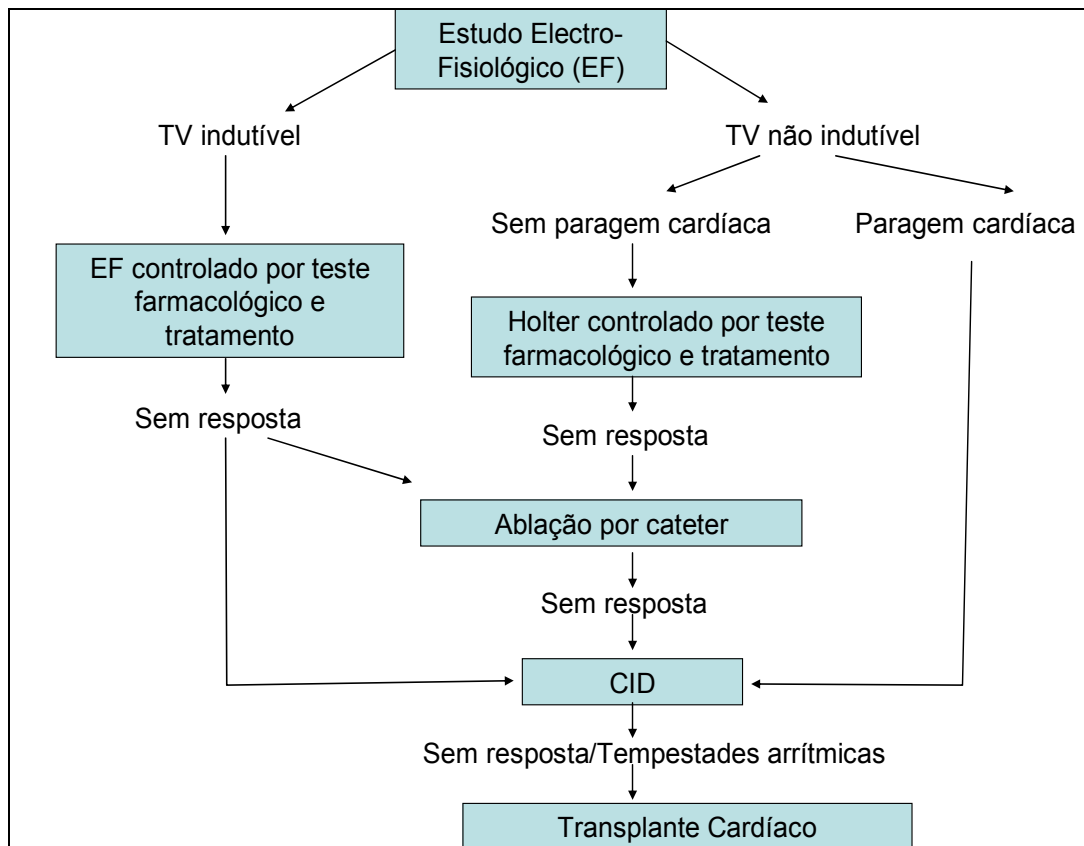 Estudo Electro-
Fisiológico (EF)
TV indutível
TV não indutível
Sem paragem cardíaca
Paragem cardíaca
EF controlado por teste
farmacológico e
tratamento
Holter controlado por teste
farmacológico e tratamento
Sem resposta
Sem resposta
Ablação por cateter
Sem resposta
CID
Sem resposta/Tempestades arrítmicas
Transplante Cardíaco